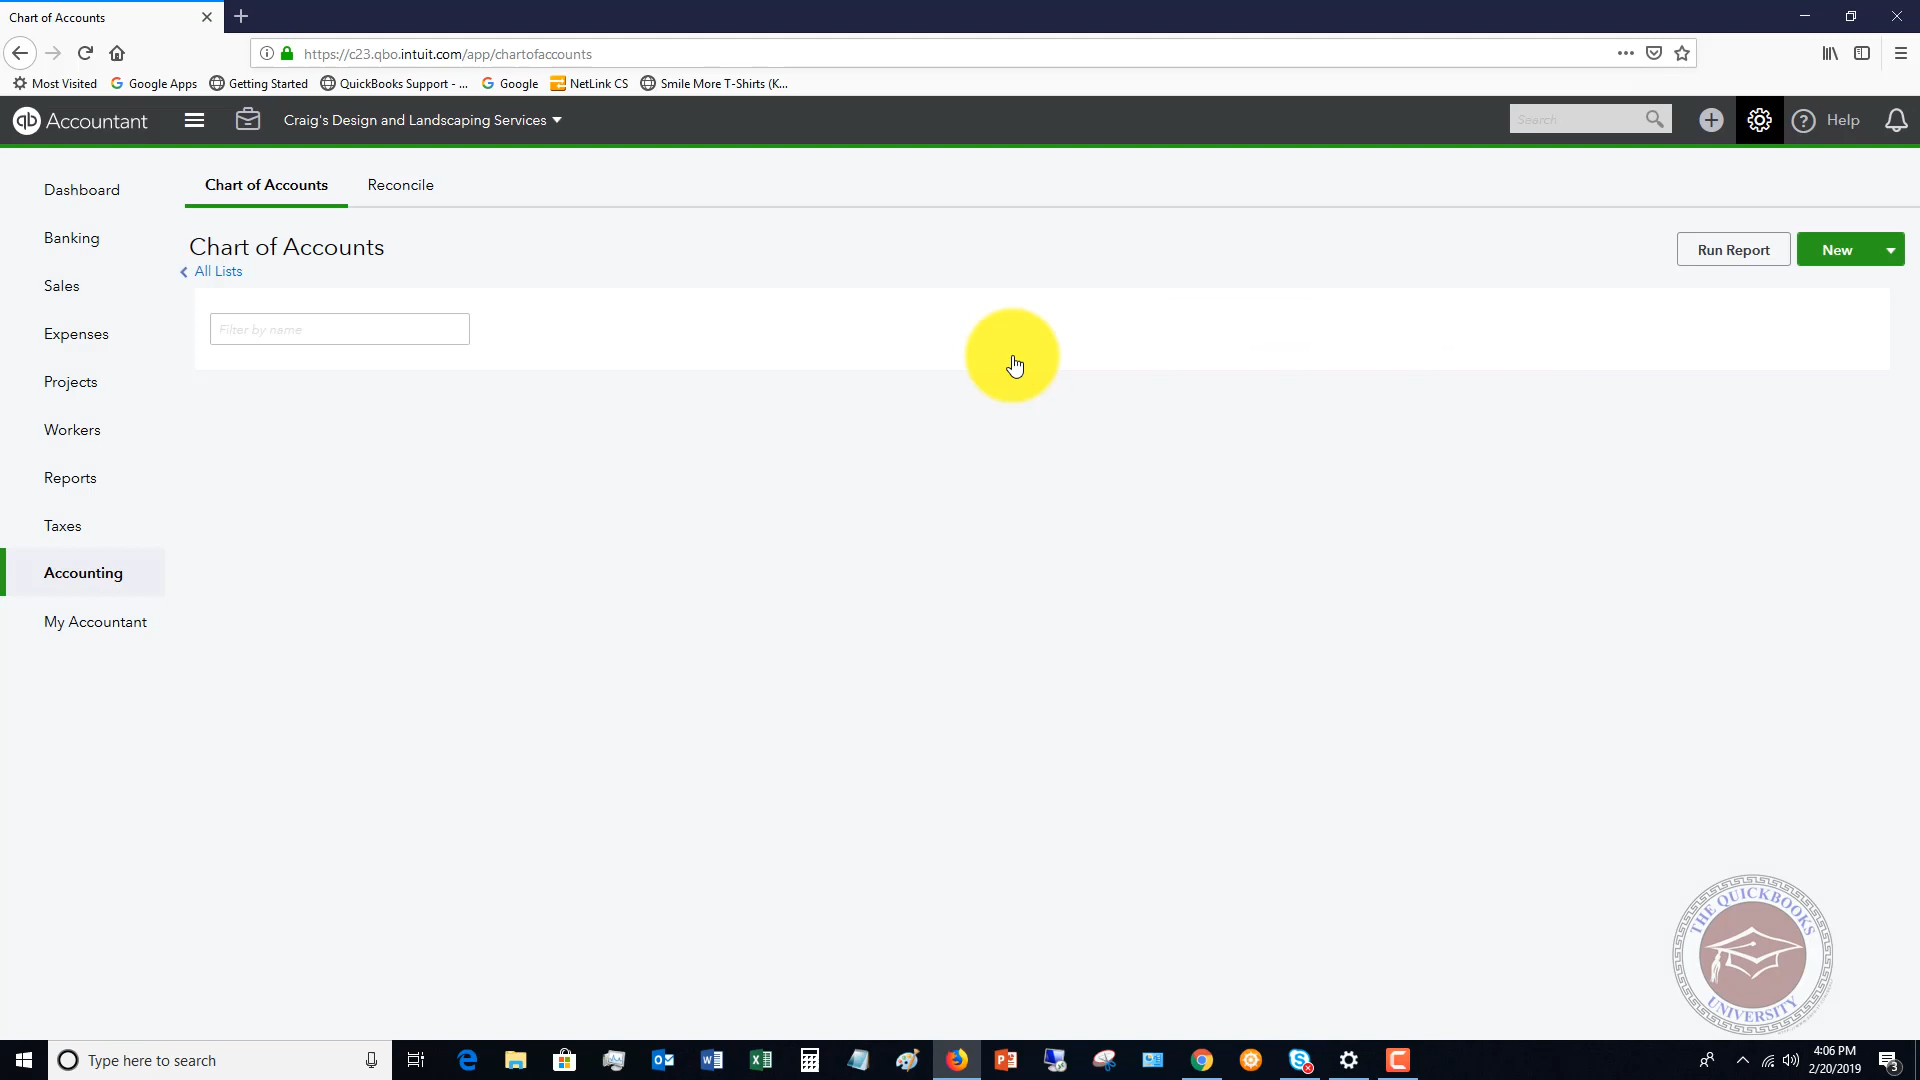 Chart of Accounts
https://c23.qbo.intuit.com/app/chartofaccounts
Most Visited Google Apps Getting Started QuickBooks Support - ... Google NetLink CS Smile More T-Shirts (K...
qb Accountant Craig's Design and Landscaping Services Search Help
Dashboard
Banking
Sales
Expenses
Projects
Workers
Reports
Taxes
Accounting
My Accountant
Chart of Accounts Reconcile
Chart of Accounts
All Lists
Run Report New
Filter by name
THE QUICKBOOKS
UNIVERSITY
Type here to search
4:06 PM
2/20/2019
3